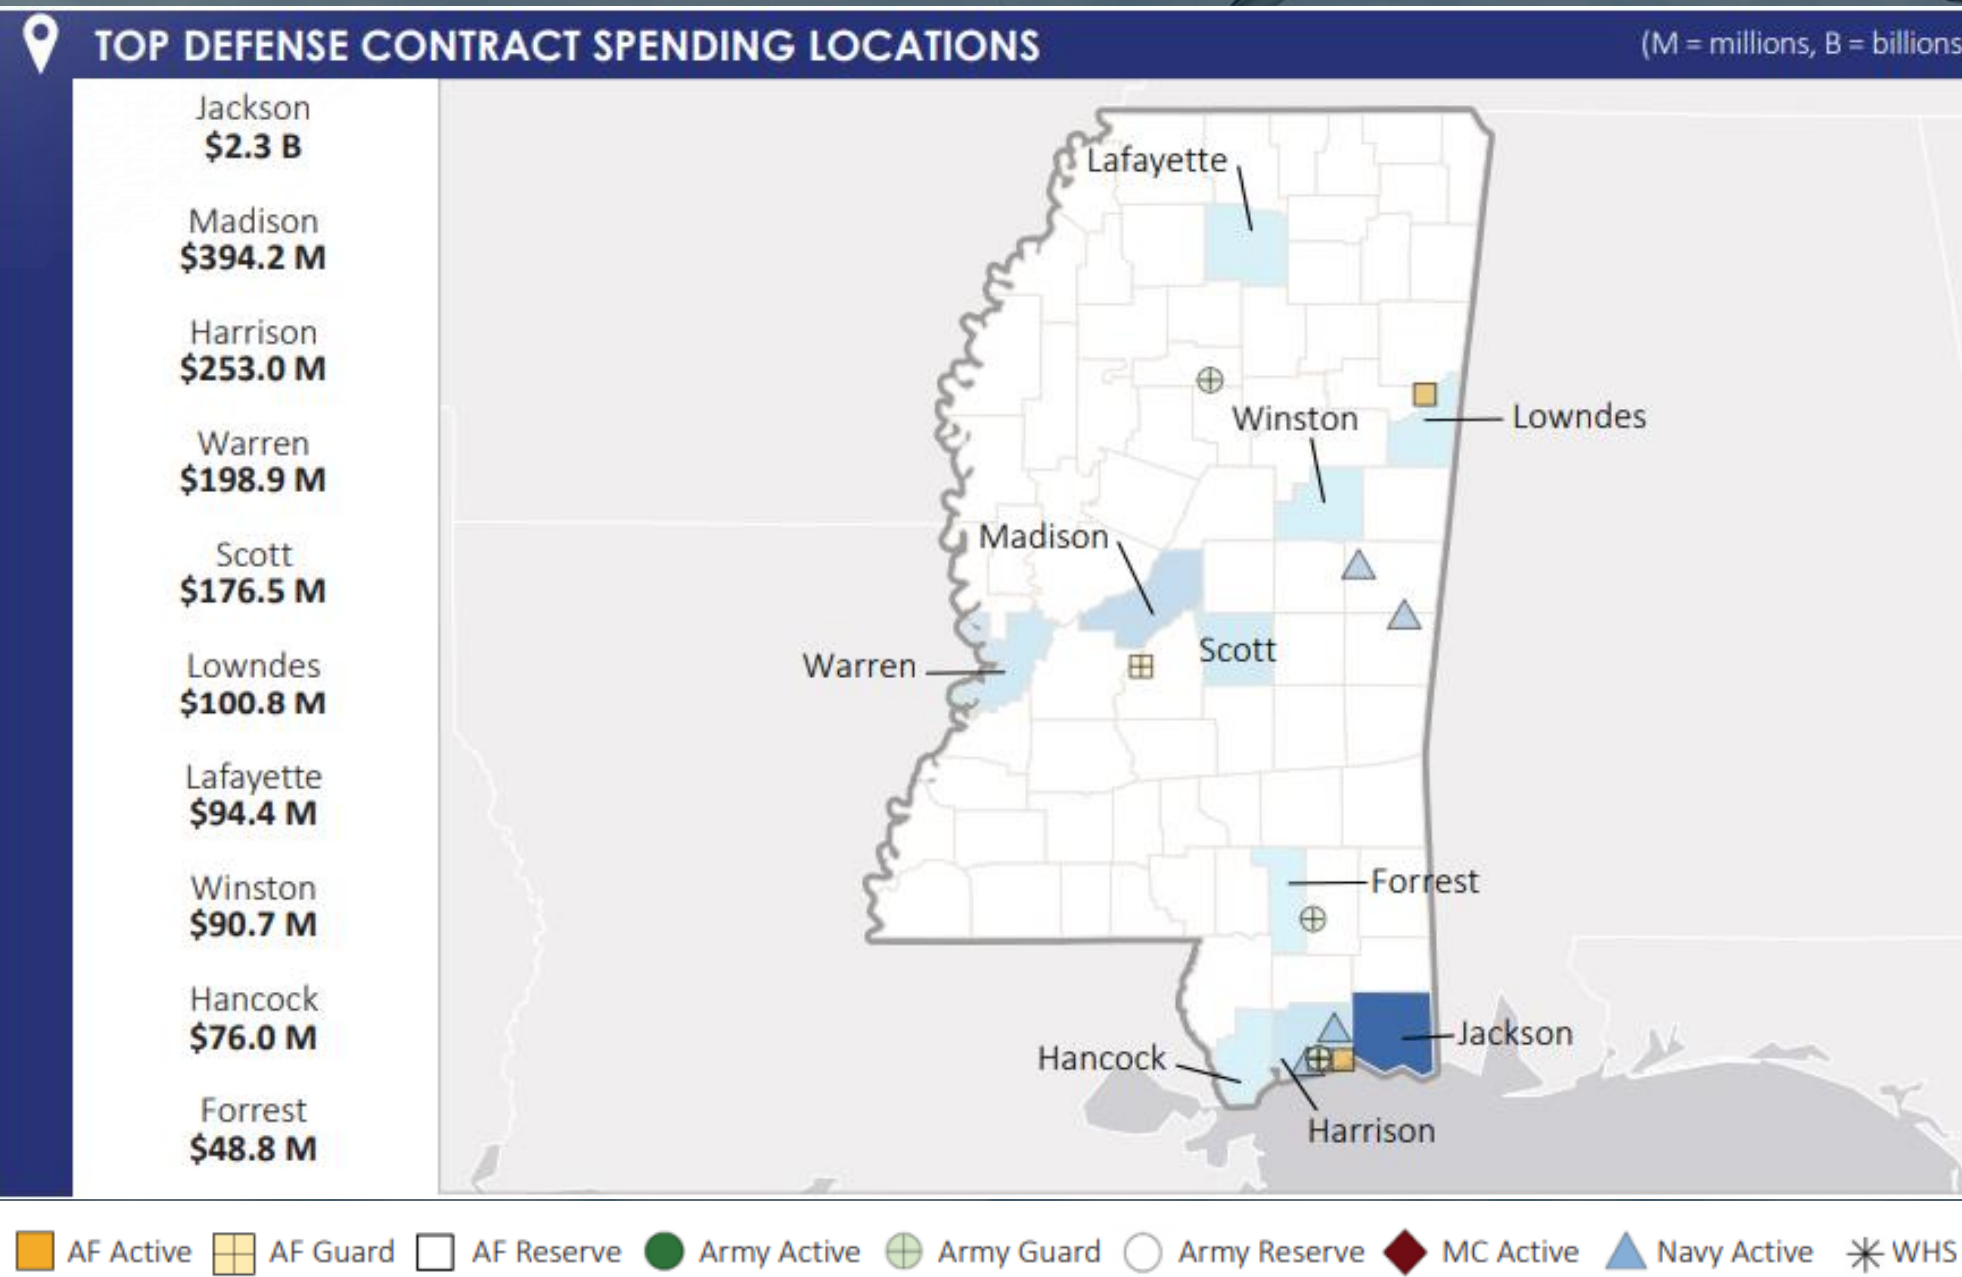 TOP DEFENSE CONTRACT SPENDING LOCATIONS
(M = millions, B = billions
Jackson
$2.3 B
Madison
$394.2 M
Harrison
$253.0 M
Warren
$198.9 M
Scott
$176.5 M
Lowndes
$100.8 M
Lafayette
$94.4 M
Winston
$90.7 M
Hancock
$76.0 M
Forrest
$48.8 M
Lafayette
Lowndes
Winston
Madison
Scott
Warren
Forrest
Jackson
Hancock
Harrison
AF Active AF Guard AF Reserve Army Active Army Guard Army Reserve MC Active Navy Active WHS